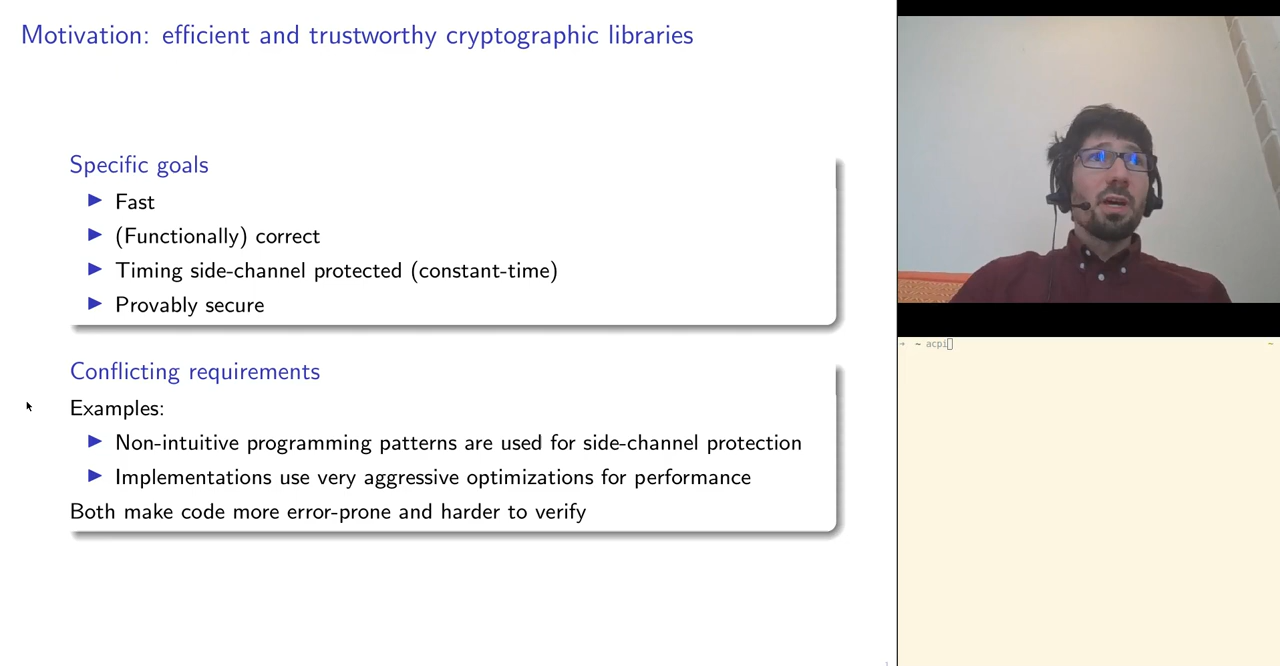 Motivation: efficient and trustworthy cryptographic libraries
Specific goals
Fast
(Functionally) correct
Timing side-channel protected (constant-time)
Provably secure
Conflicting requirements
Examples:
Non-intuitive programming patterns are used for side-channel protection
Implementations use very aggressive optimizations for performance
Both make code more error-prone and harder to verify
→ ~ acpi ~